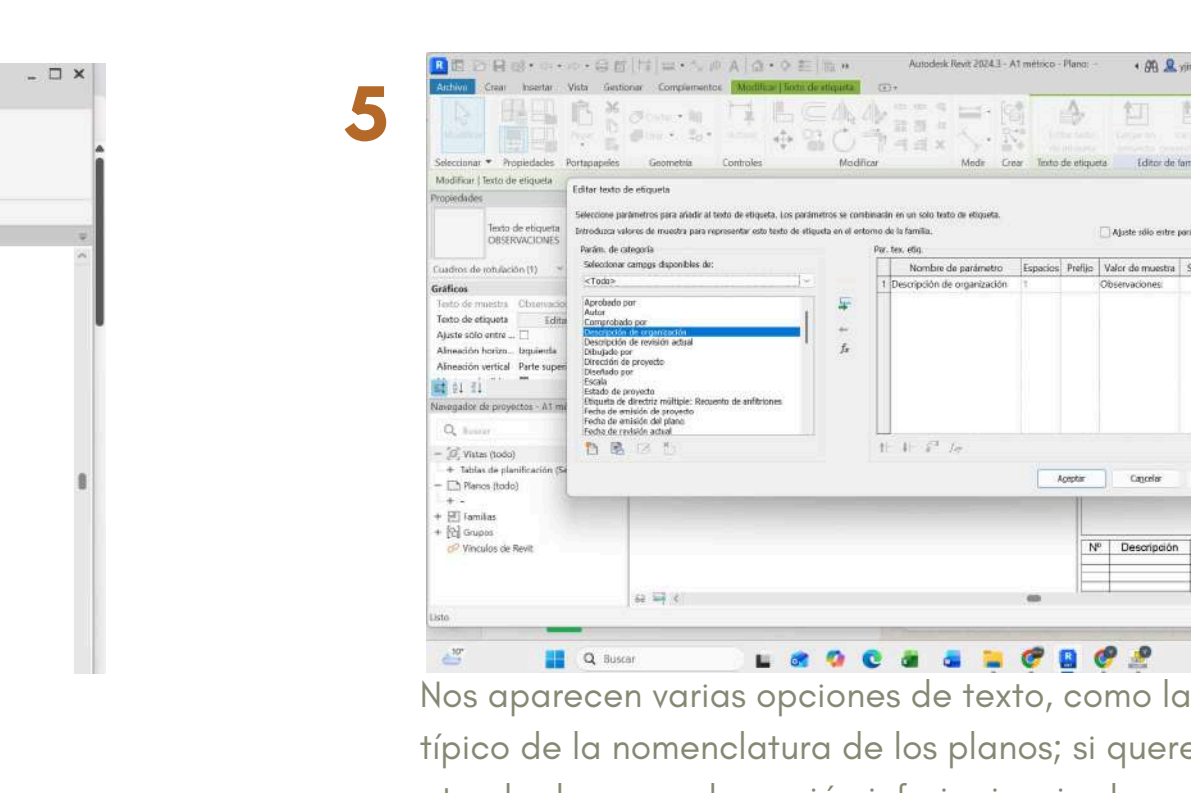 5
Autodesk Revit 2024.3 - A1 métrico - Plano: -
Archivo Crear Insertar Vista Gestionar Complementos Modificar | Texto de etiqueta
Seleccionar Propiedades Portapapeles Geometría Controles Modificar Medir Crear Texto de etiqueta Editor de fam
Modificar | Texto de etiqueta
Propiedades
Texto de etiqueta
OBSERVACIONES
Cuadros de rotulación (1)
Gráficos
Texto de muestra Observacio
Texto de etiqueta Edita
Ajuste sólo entre ...
Alineación horizo... Izquierda
Alineación vertical Parte super
Navegador de proyectos - A1 mé
Buscar
Vistas (todo)
Tablas de planificación (Se
Planos (todo)
-
Familias
Grupos
Vínculos de Revit
Listo
Editar texto de etiqueta
Seleccione parámetros para añadir al texto de etiqueta. Los parámetros se combinarán en un solo texto de etiqueta.
Introduzca valores de muestra para representar este texto de etiqueta en el entorno de la familia.
Ajuste sólo entre par
Parám. de categoría
Seleccionar campos disponibles de:
<Todo>
Aprobado por
Autor
Comprobado por
Descripción de organización
Descripción de revisión actual
Dibujado por
Dirección de proyecto
Diseñado por
Escala
Estado de proyecto
Etiqueta de directriz múltiple: Recuento de anfitriones
Fecha de emisión de proyecto
Fecha de emisión del plano
Fecha de revisión actual
Par. tex. etiq.
Nombre de parámetro Espacios Prefijo Valor de muestra S
1 Descripción de organización 1 Observaciones:
Aceptar Cancelar
Nº Descripción
10°
Buscar
Nos aparecen varias opciones de texto, como la
típico de la nomenclatura de los planos; si quere